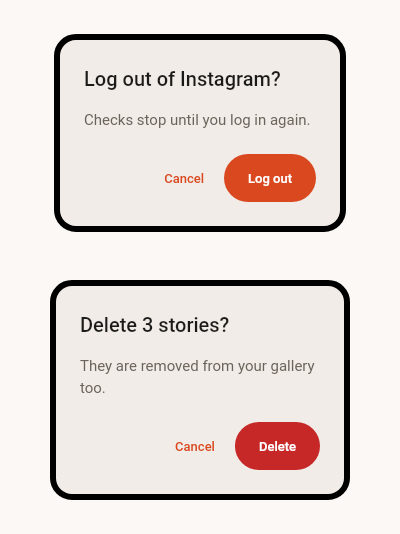 Log out of Instagram?
Checks stop until you log in again.
Cancel
Log out
Delete 3 stories?
They are removed from your gallery
too.
Cancel
Delete